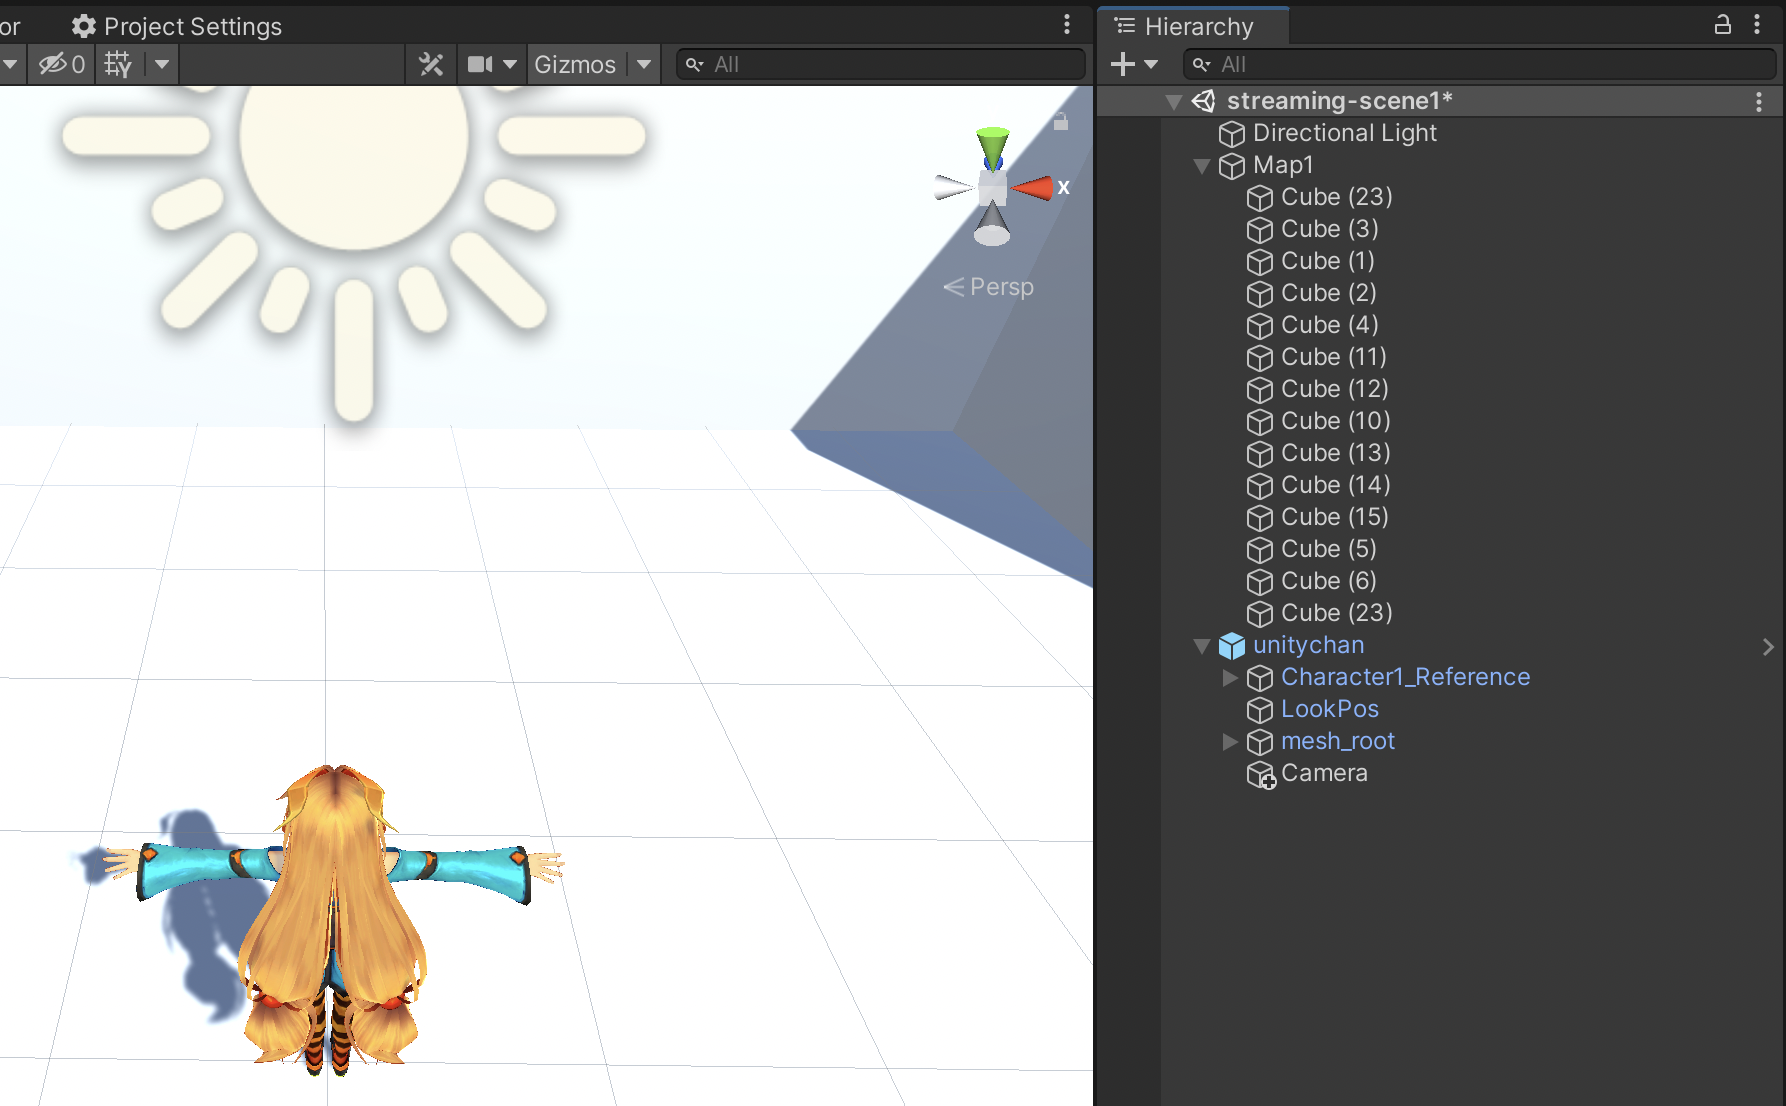 or
Project Settings
0
Gizmos
All
X
Persp
Hierarchy
All
streaming-scene1*
Directional Light
Map1
Cube (23)
Cube (3)
Cube (1)
Cube (2)
Cube (4)
Cube (11)
Cube (12)
Cube (10)
Cube (13)
Cube (14)
Cube (15)
Cube (5)
Cube (6)
Cube (23)
unitychan
Character1_Reference
LookPos
mesh_root
Camera